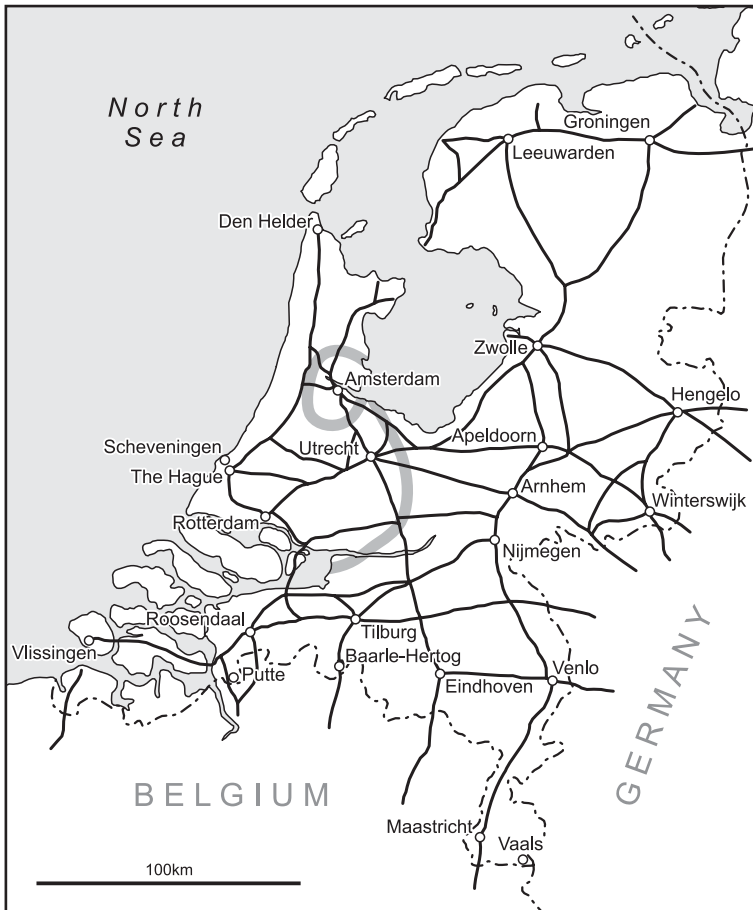 North
Sea
Groningen
Leeuwarden
Den Helder
Zwolle
Amsterdam
Hengelo
Scheveningen
Utrecht
Apeldoorn
The Hague
Arnhem
Winterswijk
Rotterdam
Nijmegen
Roosendaal
Tilburg
Vlissingen
Baarle-Hertog
Venlo
Putte
Eindhoven
GERMANY
BELGIUM
Maastricht
Vaals
100km